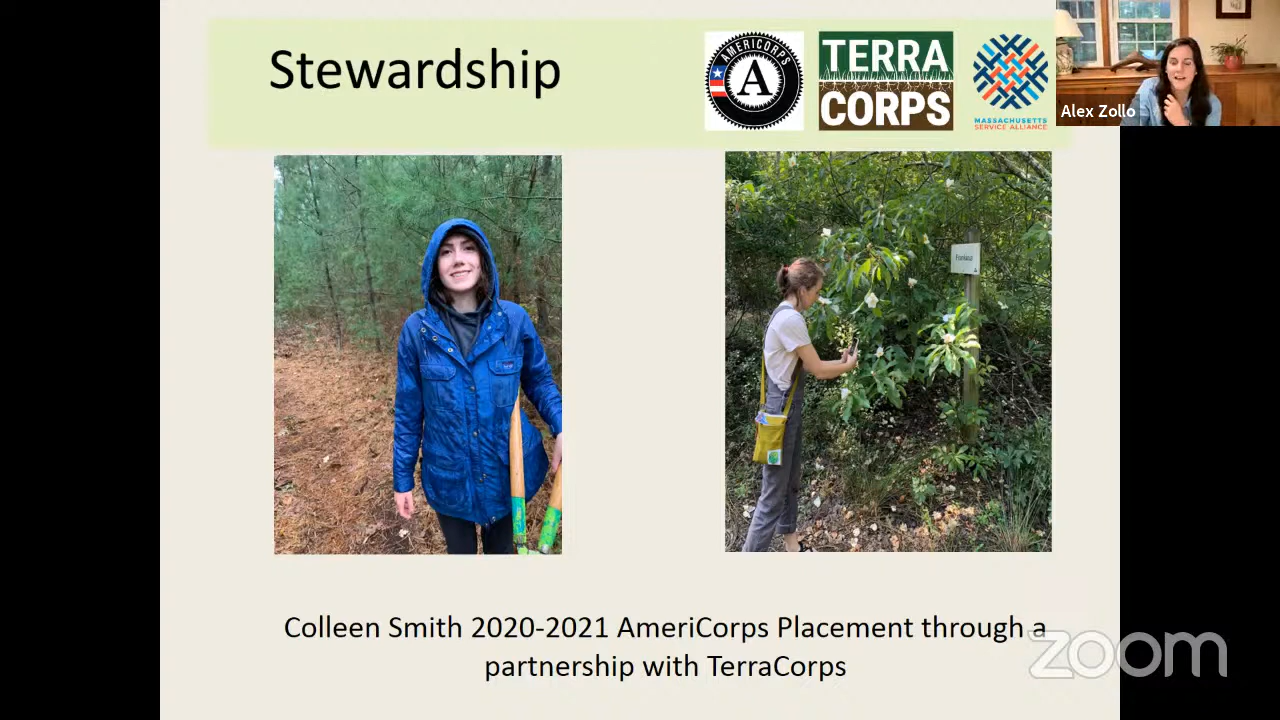 Stewardship
AMERICORPS
A
TERRA
CORPS
MASSACHUSETTS
SERVICE ALLIANCE
Alex Zollo
Franklinia
Colleen Smith 2020-2021 AmeriCorps Placement through a
partnership with TerraCorps
zoom